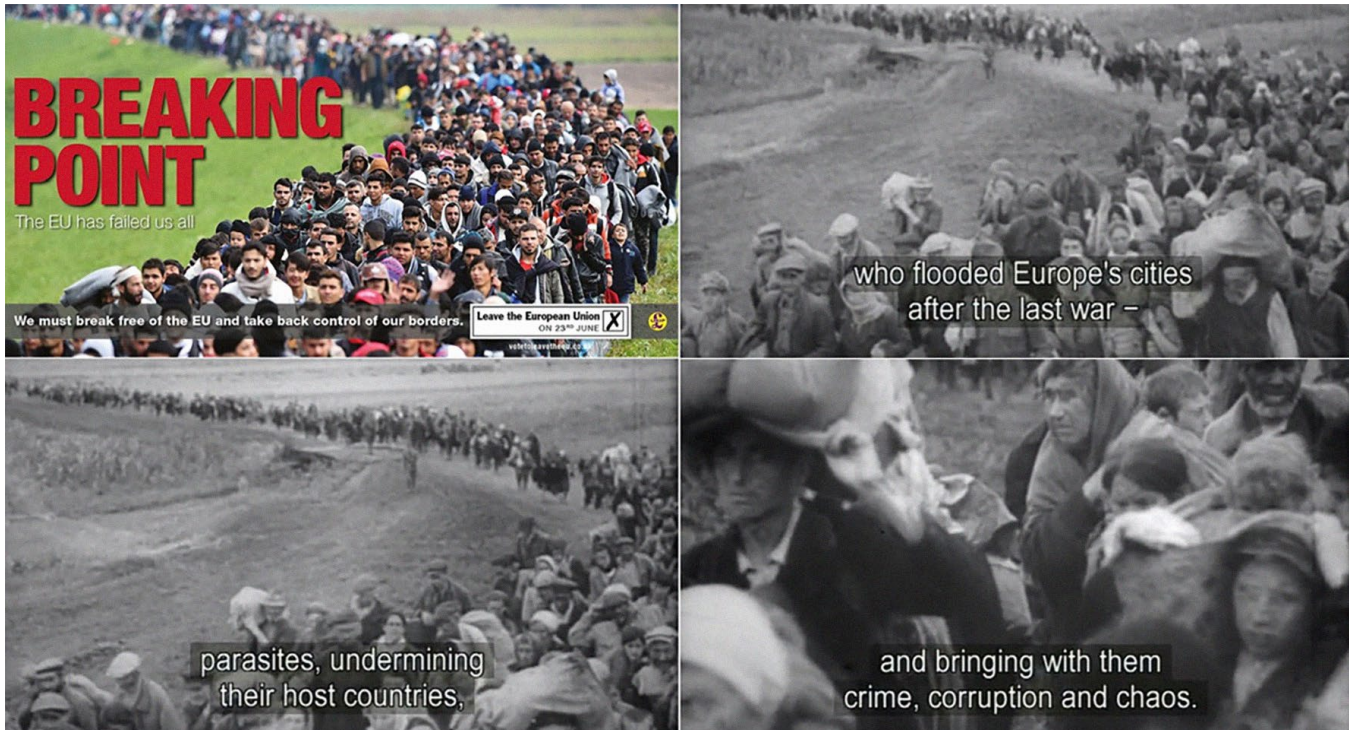 BREAKING
POINT
The EU has failed us all
We must break free of the EU and take back control of our borders.
Leave the European Union
ON 23RD JUNE
X
who flooded Europe's cities
after the last war –
parasites, undermining
their host countries,
and bringing with them
crime, corruption and chaos.